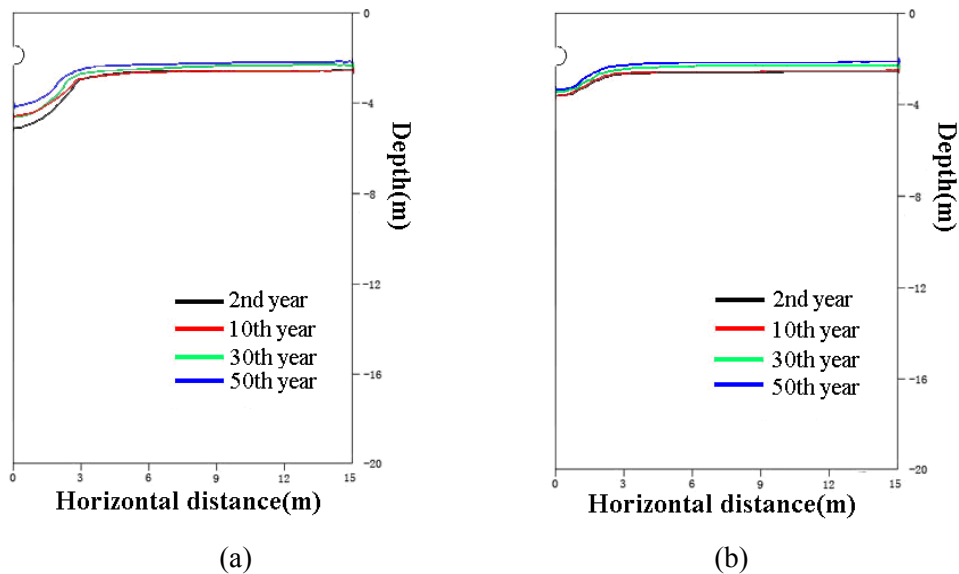 0
-4
-8
-12
-16
-20
Depth(m)
2nd year
10th year
30th year
50th year
0 3 6 9 12 15
Horizontal distance(m)
(a)
0
-4
-8
-12
-16
-20
Depth(m)
2nd year
10th year
30th year
50th year
0 3 6 9 12 15
Horizontal distance(m)
(b)